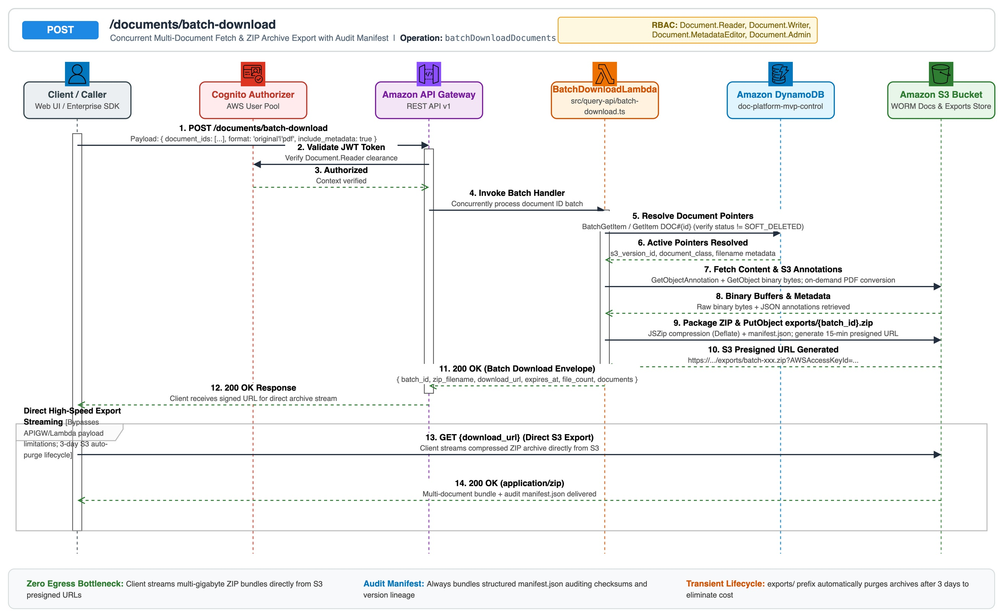 POST
/documents/batch-download
Concurrent Multi-Document Fetch & ZIP Archive Export with Audit Manifest | Operation: batchDownloadDocuments
RBAC: Document.Reader, Document.Writer,
Document.MetadataEditor, Document.Admin
Client / Caller
Web UI / Enterprise SDK
Cognito Authorizer
AWS User Pool
Amazon API Gateway
REST API v1
BatchDownloadLambda
src/query-api/batch-
download.ts
Amazon DynamoDB
doc-platform-mvp-control
Amazon S3 Bucket
WORM Docs & Exports Store
1. POST /documents/batch-download
Payload: { document_ids: [...], format: 'original'|'pdf', include_metadata: true }
2. Validate JWT Token
Verify Document.Reader clearance
3. Authorized
Context verified
4. Invoke Batch Handler
Concurrently process document ID batch
5. Resolve Document Pointers
BatchGetItem / GetItem DOC#{id} (verify status != SOFT_DELETED)
6. Active Pointers Resolved
s3_version_id, document_class, filename metadata
7. Fetch Content & S3 Annotations
GetObjectAnnotation + GetObject binary bytes; on-demand PDF conversion
8. Binary Buffers & Metadata
Raw binary bytes + JSON annotations retrieved
9. Package ZIP & PutObject exports/{batch_id}.zip
JSZip compression (Deflate) + manifest.json; generate 15-min presigned URL
10. S3 Presigned URL Generated
https://.../exports/batch-xxx.zip?AWSAccessKeyId=...
11. 200 OK (Batch Download Envelope)
{ batch_id, zip_filename, download_url, expires_at, file_count, documents }
12. 200 OK Response
Client receives signed URL for direct archive stream
Direct High-Speed Export
Streaming [Bypasses
APIGW/Lambda payload
limitations; 3-day S3 auto-
purge lifecycle]
13. GET {download_url} (Direct S3 Export)
Client streams compressed ZIP archive directly from S3
14. 200 OK (application/zip)
Multi-document bundle + audit manifest.json delivered
Zero Egress Bottleneck: Client streams multi-gigabyte ZIP bundles directly from S3
presigned URLs
Audit Manifest: Always bundles structured manifest.json auditing checksums and
version lineage
Transient Lifecycle: exports/ prefix automatically purges archives after 3 days to
eliminate cost